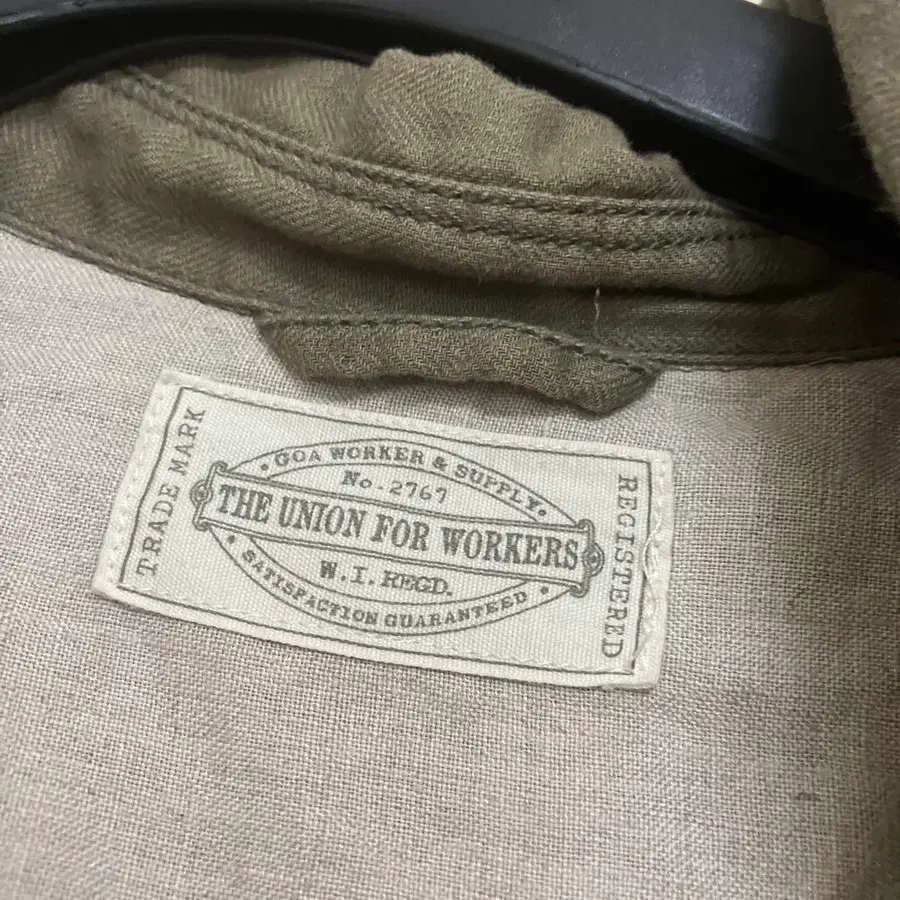 TRADE MARK
• GOA WORKER & SUPPLY. •
No. 2767
THE UNION FOR WORKERS
W.I. REGD.
• SATISFACTION GUARANTEED •
REGISTERED